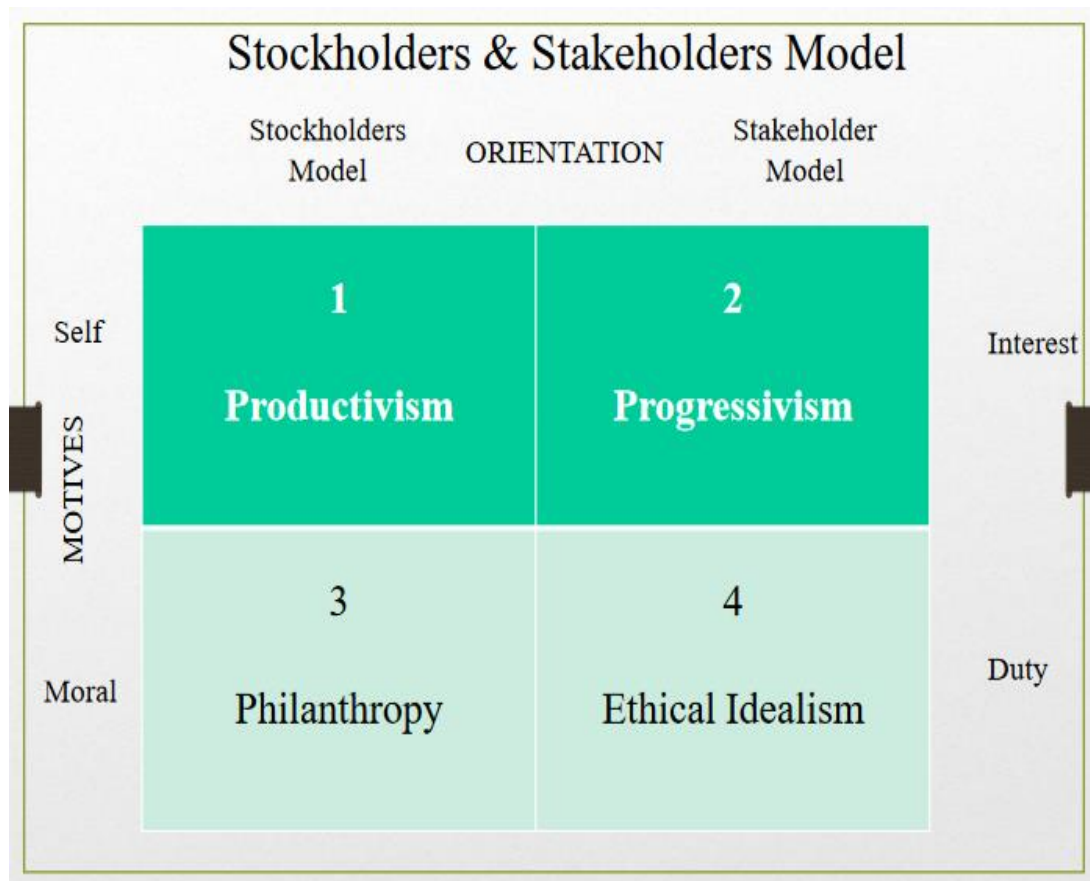 Stockholders & Stakeholders Model
Stockholders
Model
ORIENTATION
Stakeholder
Model
MOTIVES
Self
1
Productivism
2
Progressivism
Interest
Moral
3
Philanthropy
4
Ethical Idealism
Duty